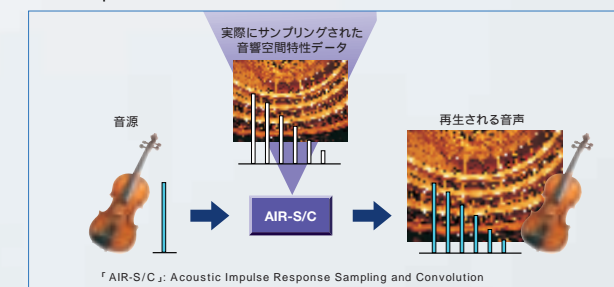 実際にサンプリングされた
音響空間特性データ
音源
再生される音声
AIR-S/C
「AIR-S/C」: Acoustic Impulse Response Sampling and Convolution